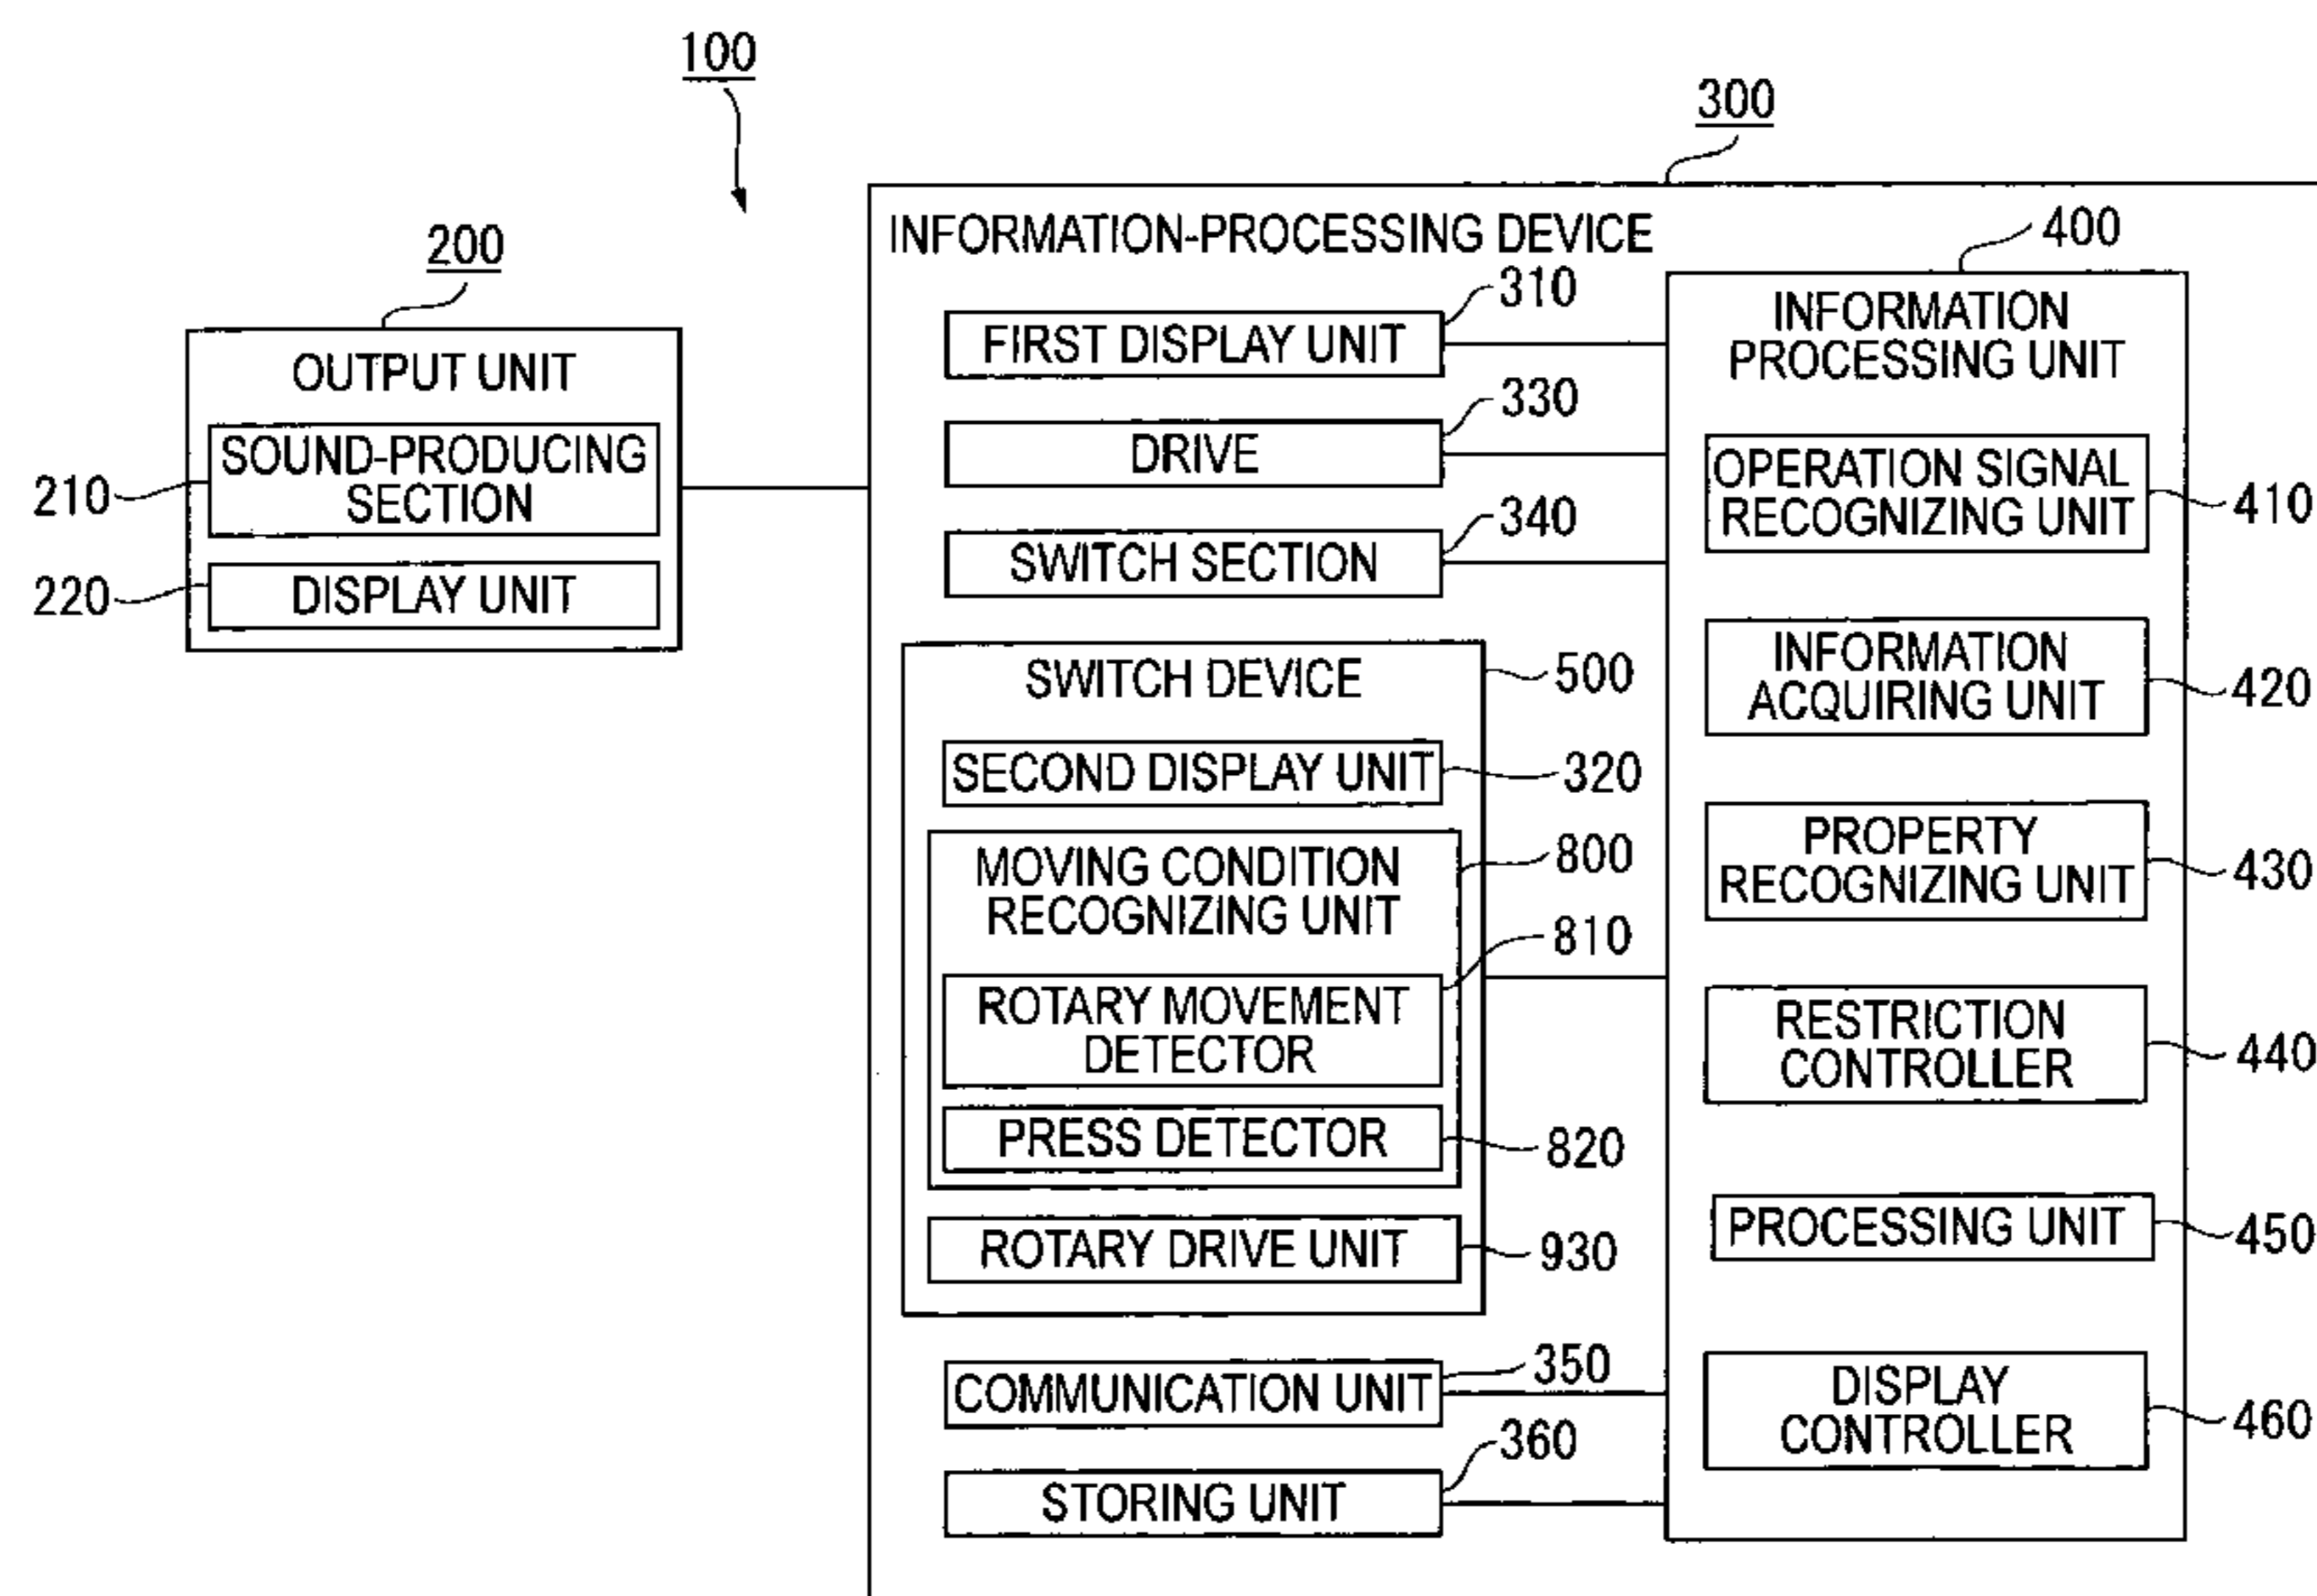 100
300
200
OUTPUT UNIT
SOUND-PRODUCING
SECTION
210
DISPLAY UNIT
220
INFORMATION-PROCESSING DEVICE
FIRST DISPLAY UNIT
310
DRIVE
330
SWITCH SECTION
340
SWITCH DEVICE
500
SECOND DISPLAY UNIT
320
MOVING CONDITION
RECOGNIZING UNIT
800
ROTARY MOVEMENT
DETECTOR
810
PRESS DETECTOR
820
ROTARY DRIVE UNIT
930
COMMUNICATION UNIT
350
STORING UNIT
360
400
INFORMATION
PROCESSING UNIT
OPERATION SIGNAL
RECOGNIZING UNIT
410
INFORMATION
ACQUIRING UNIT
420
PROPERTY
RECOGNIZING UNIT
430
RESTRICTION
CONTROLLER
440
PROCESSING UNIT
450
DISPLAY
CONTROLLER
460